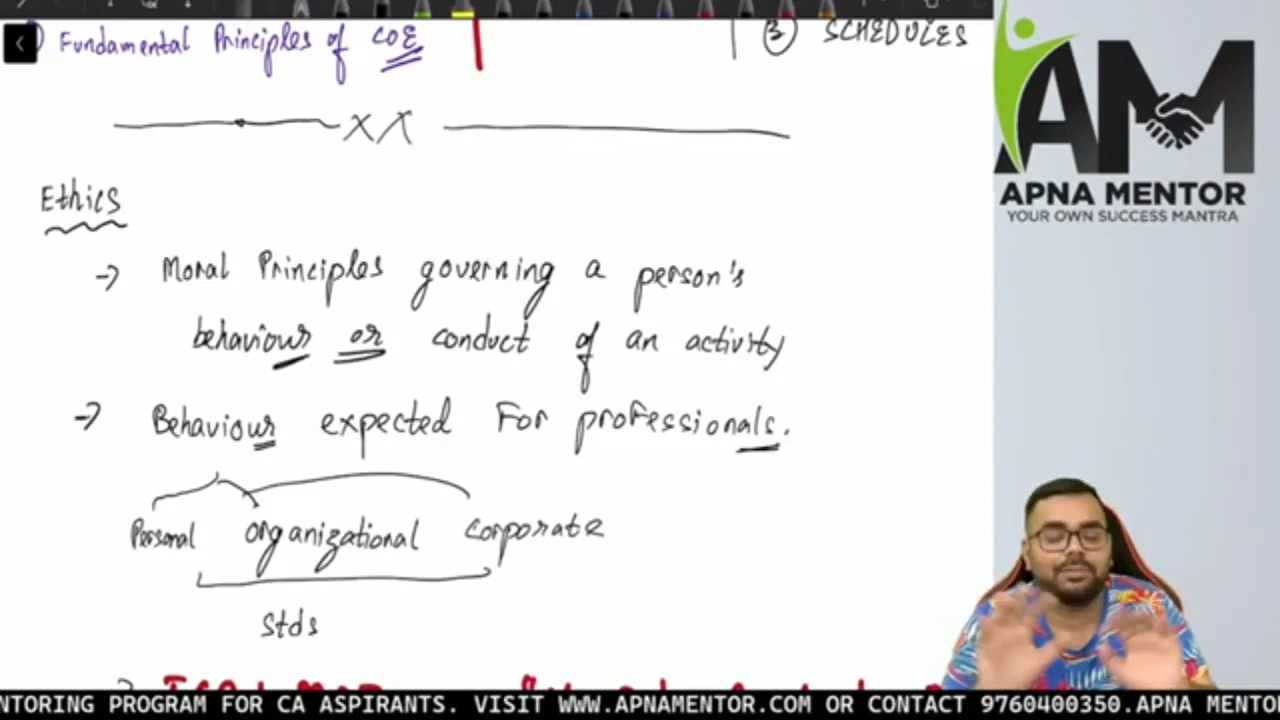 Fundamental Principles of COE
③ SCHEDULES
XX
Ethics
→ Moral Principles governing a person's
behaviour or conduct of an activity
→ Behaviour expected For professionals.
Personal organizational corporate
Stds
AM
APNA MENTOR
YOUR OWN SUCCESS MANTRA
NTORING PROGRAM FOR CA ASPIRANTS. VISIT WWW.APNAMENTOR.COM OR CONTACT 9760400350.APNA MENTO